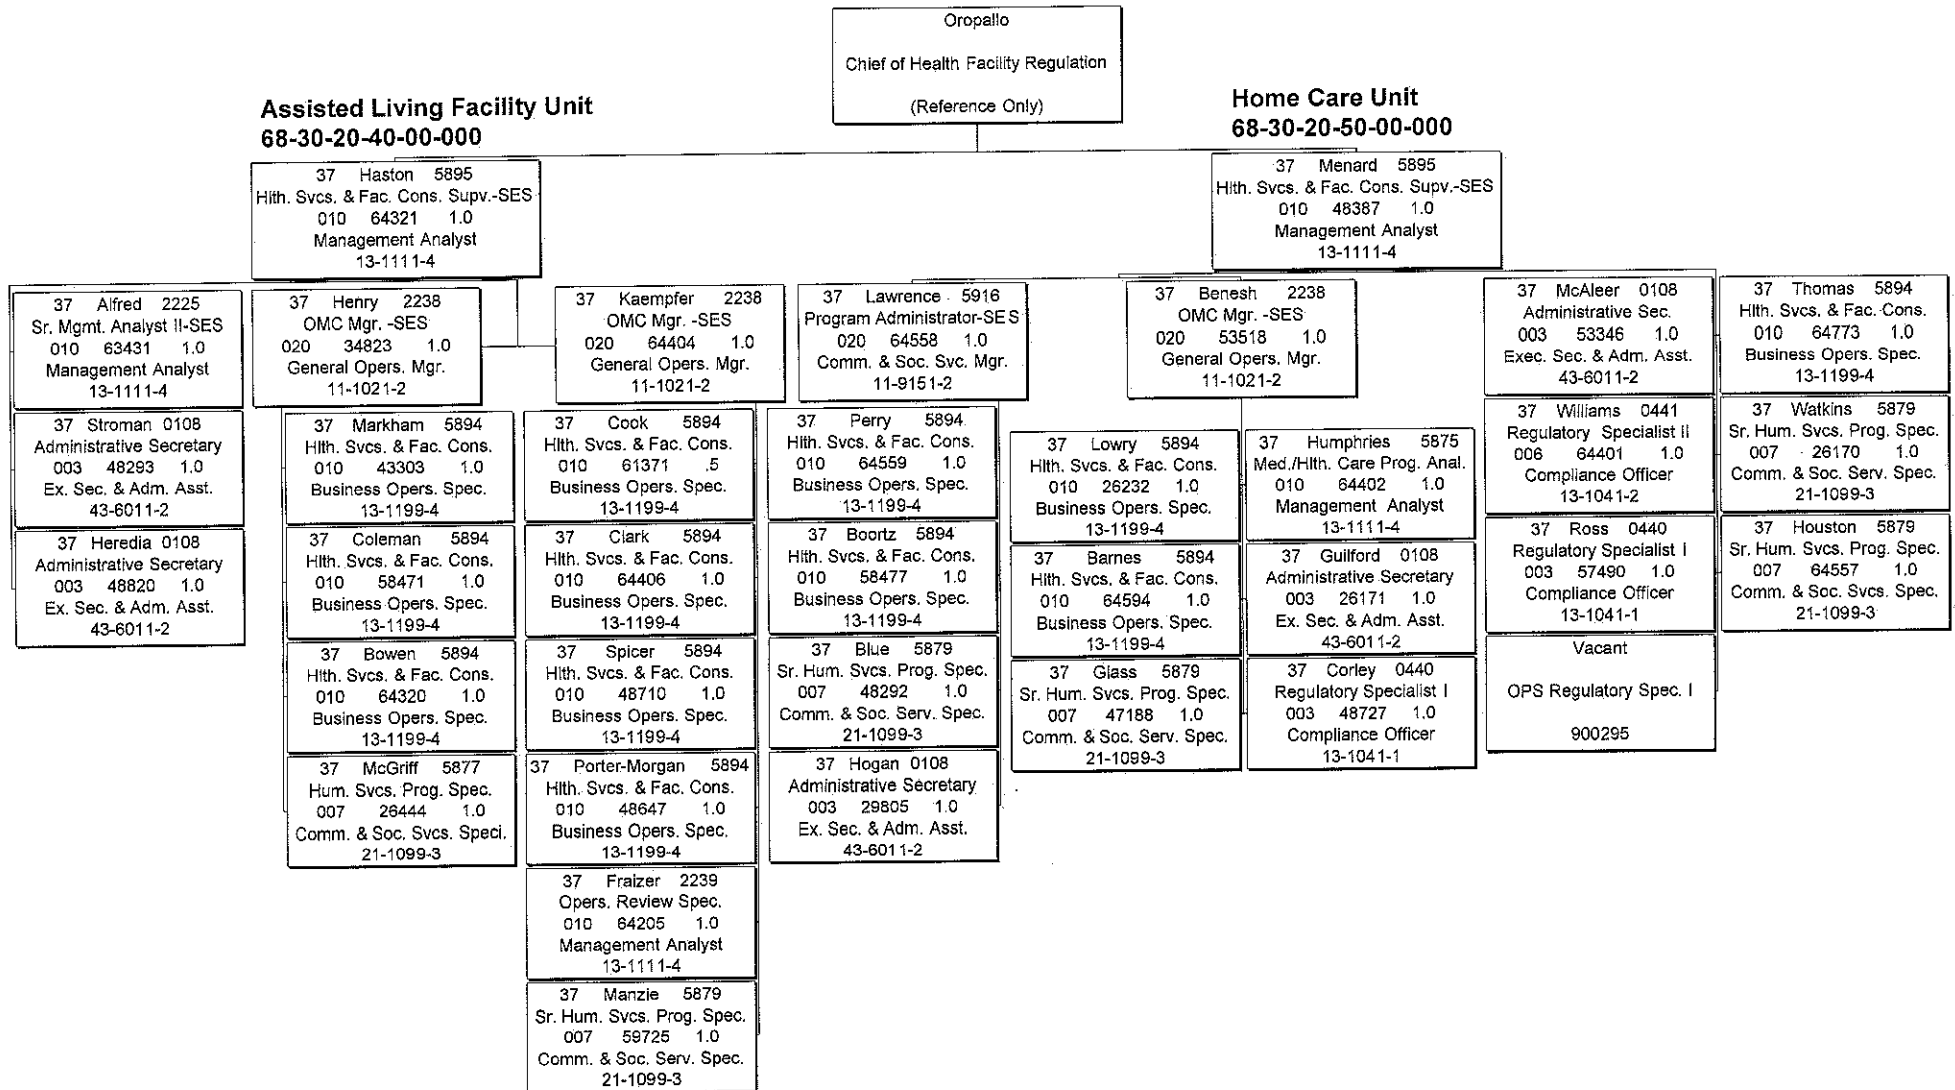 Oropallo
Chief of Health Facility Regulation
(Reference Only)
Assisted Living Facility Unit
68-30-20-40-00-000
Home Care Unit
68-30-20-50-00-000
37 Haston 5895
Hlth. Svcs. & Fac. Cons. Supv.-SES
010 64321 1.0
Management Analyst
13-1111-4
37 Menard 5895
Hlth. Svcs. & Fac. Cons. Supv.-SES
010 48387 1.0
Management Analyst
13-1111-4
37 Alfred 2225
Sr. Mgmt. Analyst II-SES
010 63431 1.0
Management Analyst
13-1111-4
37 Stroman 0108
Administrative Secretary
003 48293 1.0
Ex. Sec. & Adm. Asst.
43-6011-2
37 Heredia 0108
Administrative Secretary
003 48820 1.0
Ex. Sec. & Adm. Asst.
43-6011-2
37 Henry 2238
OMC Mgr. -SES
020 34823 1.0
General Opers. Mgr.
11-1021-2
37 Markham 5894
Hlth. Svcs. & Fac. Cons.
010 43303 1.0
Business Opers. Spec.
13-1199-4
37 Coleman 5894
Hlth. Svcs. & Fac. Cons.
010 58471 1.0
Business Opers. Spec.
13-1199-4
37 Bowen 5894
Hlth. Svcs. & Fac. Cons.
010 64320 1.0
Business Opers. Spec.
13-1199-4
37 McGriff 5877
Hum. Svcs. Prog. Spec.
007 26444 1.0
Comm. & Soc. Svcs. Speci.
21-1099-3
37 Kaempfer 2238
OMC Mgr. -SES
020 64404 1.0
General Opers. Mgr.
11-1021-2
37 Cook 5894
Hlth. Svcs. & Fac. Cons.
010 61371 .5
Business Opers. Spec.
13-1199-4
37 Clark 5894
Hlth. Svcs. & Fac. Cons.
010 64406 1.0
Business Opers. Spec.
13-1199-4
37 Spicer 5894
Hlth. Svcs. & Fac. Cons.
010 48710 1.0
Business Opers. Spec.
13-1199-4
37 Porter-Morgan 5894
Hlth. Svcs. & Fac. Cons.
010 48647 1.0
Business Opers. Spec.
13-1199-4
37 Fraizer 2239
Opers. Review Spec.
010 64205 1.0
Management Analyst
13-1111-4
37 Manzie 5879
Sr. Hum. Svcs. Prog. Spec.
007 59725 1.0
Comm. & Soc. Serv. Spec.
21-1099-3
37 Lawrence 5916
Program Administrator-SES
020 64558 1.0
Comm. & Soc. Svc. Mgr.
11-9151-2
37 Perry 5894
Hlth. Svcs. & Fac. Cons.
010 64559 1.0
Business Opers. Spec.
13-1199-4
37 Boortz 5894
Hlth. Svcs. & Fac. Cons.
010 58477 1.0
Business Opers. Spec.
13-1199-4
37 Blue 5879
Sr. Hum. Svcs. Prog. Spec.
007 48292 1.0
Comm. & Soc. Serv. Spec.
21-1099-3
37 Hogan 0108
Administrative Secretary
003 29805 1.0
Ex. Sec. & Adm. Asst.
43-6011-2
37 Benesh 2238
OMC Mgr. -SES
020 53518 1.0
General Opers. Mgr.
11-1021-2
37 Lowry 5894
Hlth. Svcs. & Fac. Cons.
010 26232 1.0
Business Opers. Spec.
13-1199-4
37 Barnes 5894
Hlth. Svcs. & Fac. Cons.
010 64594 1.0
Business Opers. Spec.
13-1199-4
37 Glass 5879
Sr. Hum. Svcs. Prog. Spec.
007 47188 1.0
Comm. & Soc. Serv. Spec.
21-1099-3
37 Humphries 5875
Med./Hlth. Care Prog. Anal.
010 64402 1.0
Management Analyst
13-1111-4
37 Guilford 0108
Administrative Secretary
003 26171 1.0
Ex. Sec. & Adm. Asst.
43-6011-2
37 Corley 0440
Regulatory Specialist I
003 48727 1.0
Compliance Officer
13-1041-1
37 McAleer 0108
Administrative Sec.
003 53346 1.0
Exec. Sec. & Adm. Asst.
43-6011-2
37 Williams 0441
Regulatory Specialist II
006 64401 1.0
Compliance Officer
13-1041-2
37 Ross 0440
Regulatory Specialist I
003 57490 1.0
Compliance Officer
13-1041-1
Vacant
OPS Regulatory Spec. I
900295
37 Thomas 5894
Hlth. Svcs. & Fac. Cons.
010 64773 1.0
Business Opers. Spec.
13-1199-4
37 Watkins 5879
Sr. Hum. Svcs. Prog. Spec.
007 26170 1.0
Comm. & Soc. Serv. Spec.
21-1099-3
37 Houston 5879
Sr. Hum. Svcs. Prog. Spec.
007 64557 1.0
Comm. & Soc. Svcs. Spec.
21-1099-3